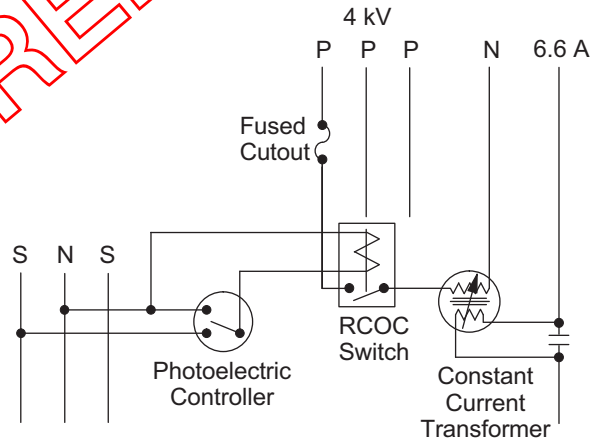 4 kV
P P P N 6.6 A
Fused
Cutout
S N S
RCOC
Switch
Photoelectric
Controller
Constant
Current
Transformer